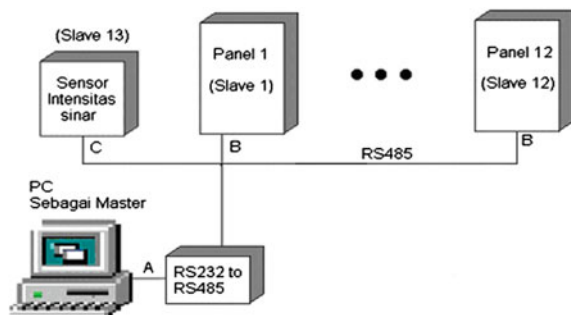 (Slave 13)
Sensor
Intensitas
sinar
C
Panel 1
(Slave 1)
B
Panel 12
(Slave 12)
B
RS485
PC
Sebagai Master
A
RS232 to
RS485